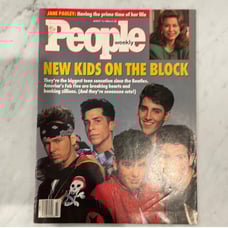 JANE PAULEY: Having the prime time of her life
People
weekly
NEW KIDS ON THE BLOCK
They're the biggest teen sensation since the Beatles.
America's Fab Five are breaking hearts and
banking zillions. (And they're awesome acts!)